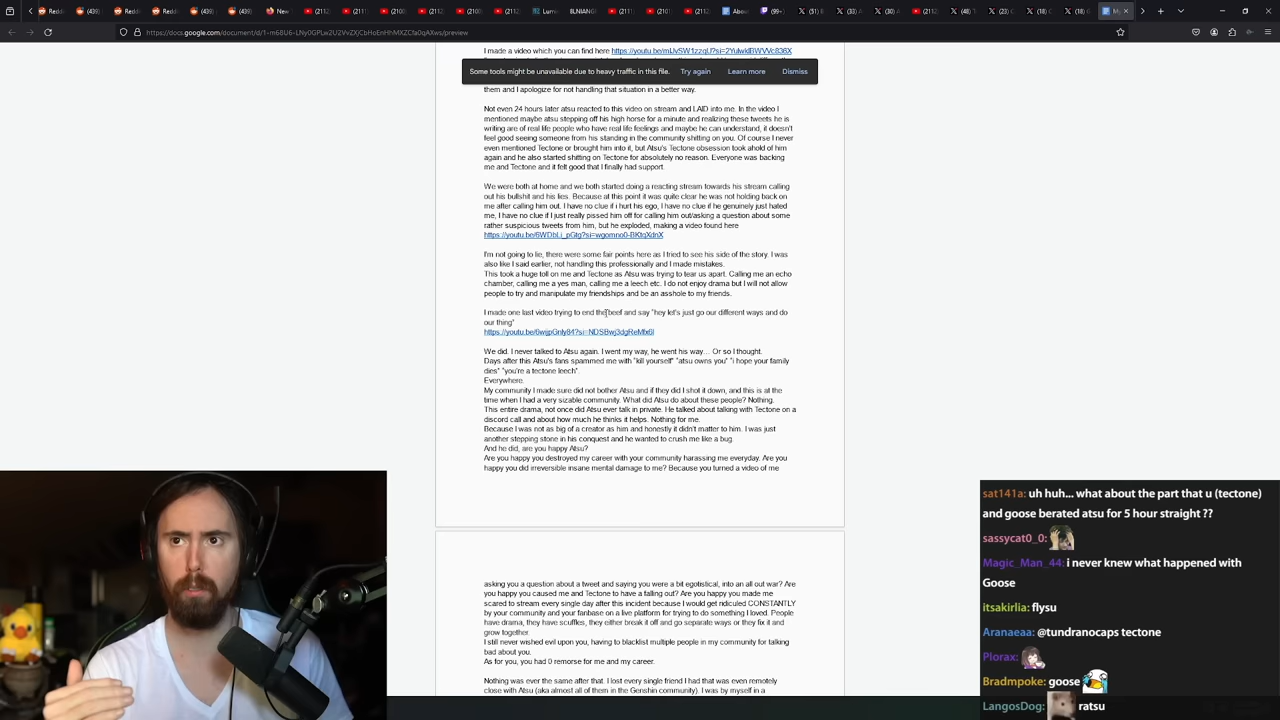 Redd
(439)
Redd
Redd
(439)
(439)
New
(2112
(2111
(2100
(2112
Lune
BLNIANGI
(2111
(2101
(2112
Abou
(99+)
docs.google.com/document/d/
/preview
I made a video which you can find here
Some tools might be unavailable due to heavy traffic in this file. Try again Learn more Dismiss
them and I apologize for not handling that situation in a better way.
Not even 24 hours later atsu reacted to this video on stream and LAID into me. In the video I
mentioned maybe atsu stepping off his high horse for a minute and realizing these tweets he is
writing are of real life people who have real life feelings and maybe he can understand, it doesn't
feel good seeing someone from his standing in the community shitting on you. Of course I never
even mentioned Tectone or brought him into it, but Atsu's Tectone obsession took ahold of him
again and he also started shitting on Tectone for absolutely no reason. Everyone was backing
me and Tectone and it felt good that I finally had support.
We were both at home and we both started doing a reacting stream towards his stream calling
out his bullshit and his lies. Because at this point it was quite clear he was not holding back on
me after calling him out. I have no clue if i hurt his ego, I have no clue if he genuinely just hated
me, I have no clue if I just really pissed him off for calling him out/asking a question about some
rather suspicious tweets from him, but he exploded, making a video found here
I'm not going to lie, there were some fair points here as I tried to see his side of the story. I was
also like I said earlier, not handling this professionally and I made mistakes.
This took a huge toll on me and Tectone as Atsu was trying to tear us apart. Calling me an echo
chamber, calling me a yes man, calling me a leech etc. I do not enjoy drama but I will not allow
people to try and manipulate my friendships and be an asshole to my friends.
I made one last video trying to end the beef and say "hey let's just go our different ways and do
our thing"
We did. I never talked to Atsu again. I went my way, he went his way… Or so I thought.
Days after this Atsu's fans spammed me with "kill yourself" "atsu owns you" "i hope your family
dies" "you're a tectone leech".
Everywhere.
My community I made sure did not bother Atsu and if they did I shot it down, and this is at the
time when I had a very sizable community. What did Atsu do about these people? Nothing.
This entire drama, not once did Atsu ever talk in private. He talked about talking with Tectone on a
discord call and about how much he thinks it helps. Nothing for me.
Because I was not as big of a creator as him and honestly it didn't matter to him. I was just
another stepping stone in his conquest and he wanted to crush me like a bug.
And he did, are you happy Atsu?
Are you happy you destroyed my career with your community harassing me everyday. Are you
happy you did irreversible insane mental damage to me? Because you turned a video of me
asking you a question about a tweet and saying you were a bit egotistical, into an all out war? Are
you happy you caused me and Tectone to have a falling out? Are you happy you made me
scared to stream every single day after this incident because I would get ridiculed CONSTANTLY
by your community and your fanbase on a live platform for trying to do something I loved. People
have drama, they have scuffles, they either break it off and go separate ways or they fix it and
grow together.
I still never wished evil upon you, having to blacklist multiple people in my community for talking
bad about you.
As for you, you had 0 remorse for me and my career.
Nothing was ever the same after that. I lost every single friend I had that was even remotely
close with Atsu (aka almost all of them in the Genshin community). I was by myself in a
sat141a: uh huh... what about the part that u (tectone)
and goose berated atsu for 5 hour straight ??
sassycat0_0:
Magic_Man_44: i never knew what happened with
Goose
itsakirlia: flysu
Aranaeaa: @tundranocaps tectone
Plorax:
Bradmpoke: goose
LangosDog: ratsu